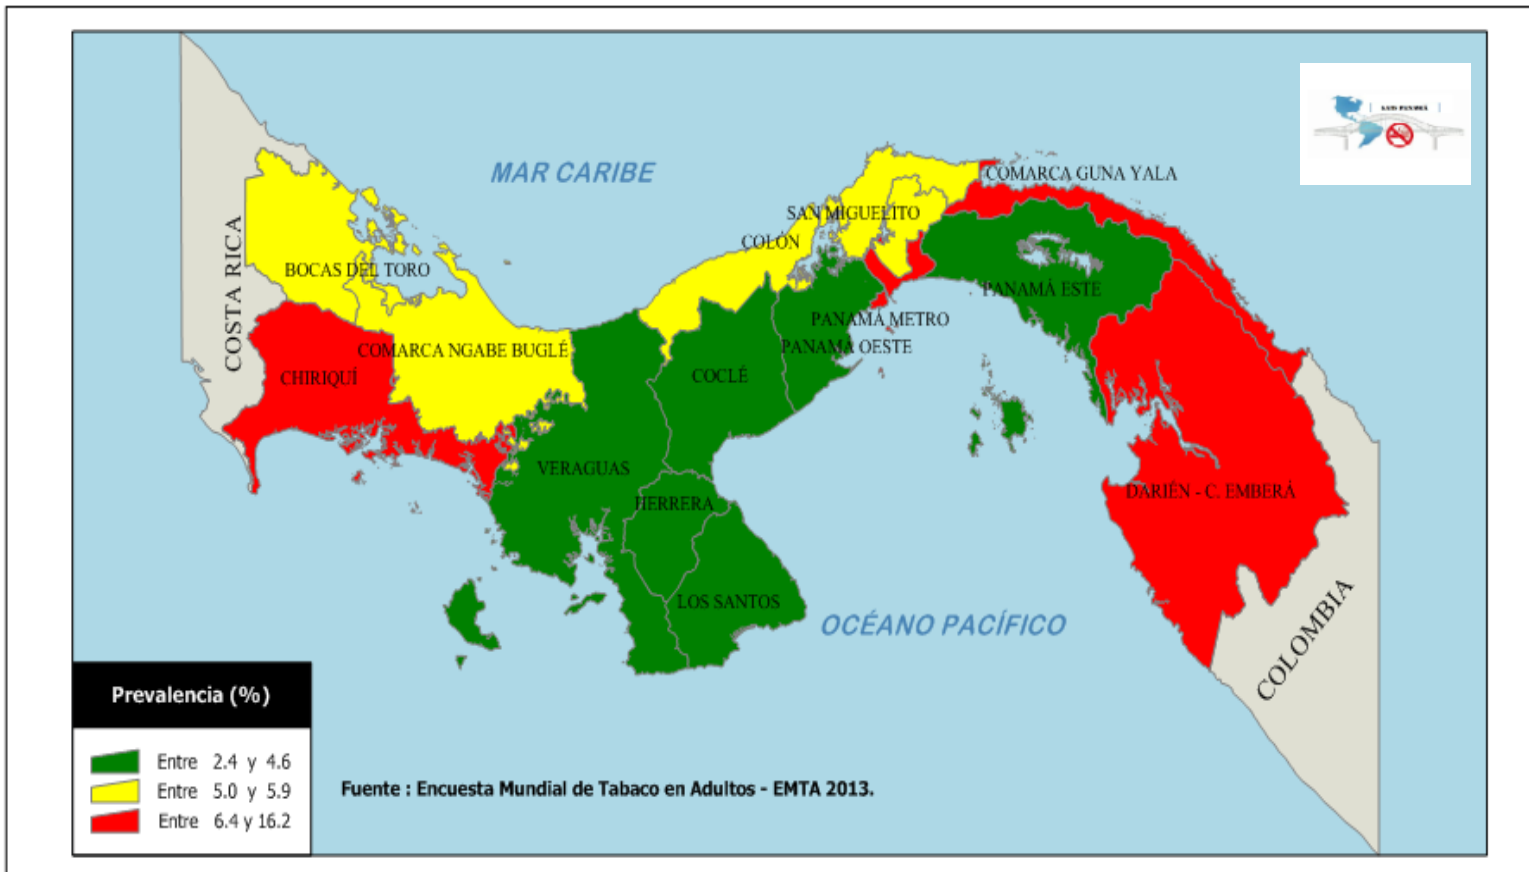 MAR CARIBE
COMARCA GUNA YALA
SAN MIGUELITO
COLÓN
COSTA RICA
BOCAS DEL TORO
PANAMÁ ESTE
PANAMÁ METRO
PANAMÁ OESTE
COMARCA NGABE BUGLÉ
CHIRIQUÍ
COCLÉ
VERAGUAS
DARIÉN - C. EMBERÁ
HERRERA
LOS SANTOS
OCÉANO PACÍFICO
COLOMBIA
Prevalencia (%)
Entre 2.4 y 4.6
Entre 5.0 y 5.9
Entre 6.4 y 16.2
Fuente : Encuesta Mundial de Tabaco en Adultos - EMTA 2013.